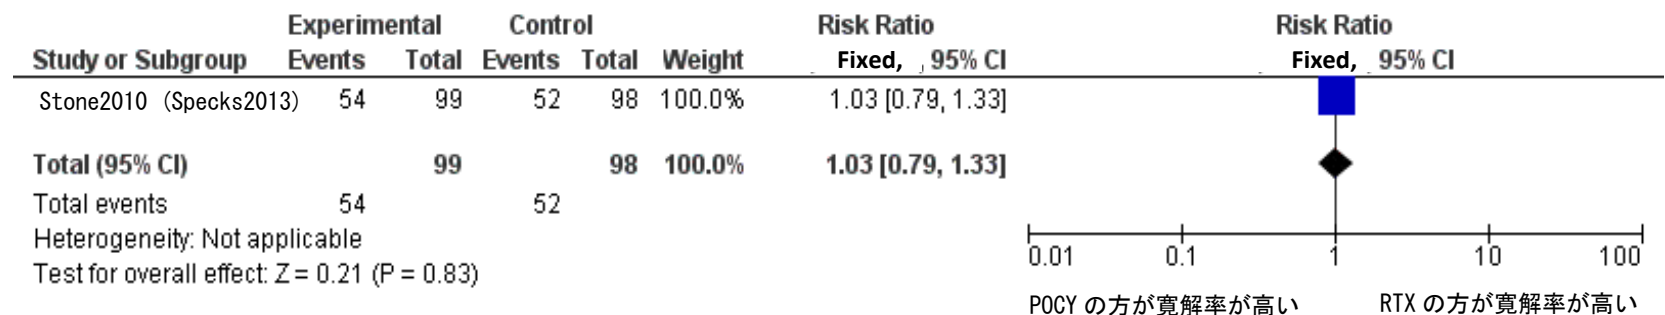 Experimental Control Risk Ratio Risk Ratio
Study or Subgroup Events Total Events Total Weight Fixed, , 95% CI Fixed, 95% CI
Stone2010 (Specks2013) 54 99 52 98 100.0% 1.03 [0.79, 1.33]
Total (95% CI) 99 98 100.0% 1.03 [0.79, 1.33]
Total events 54 52
Heterogeneity: Not applicable
Test for overall effect: Z = 0.21 (P = 0.83)
0.01 0.1 1 10 100
POCY の方が寛解率が高い RTX の方が寛解率が高い